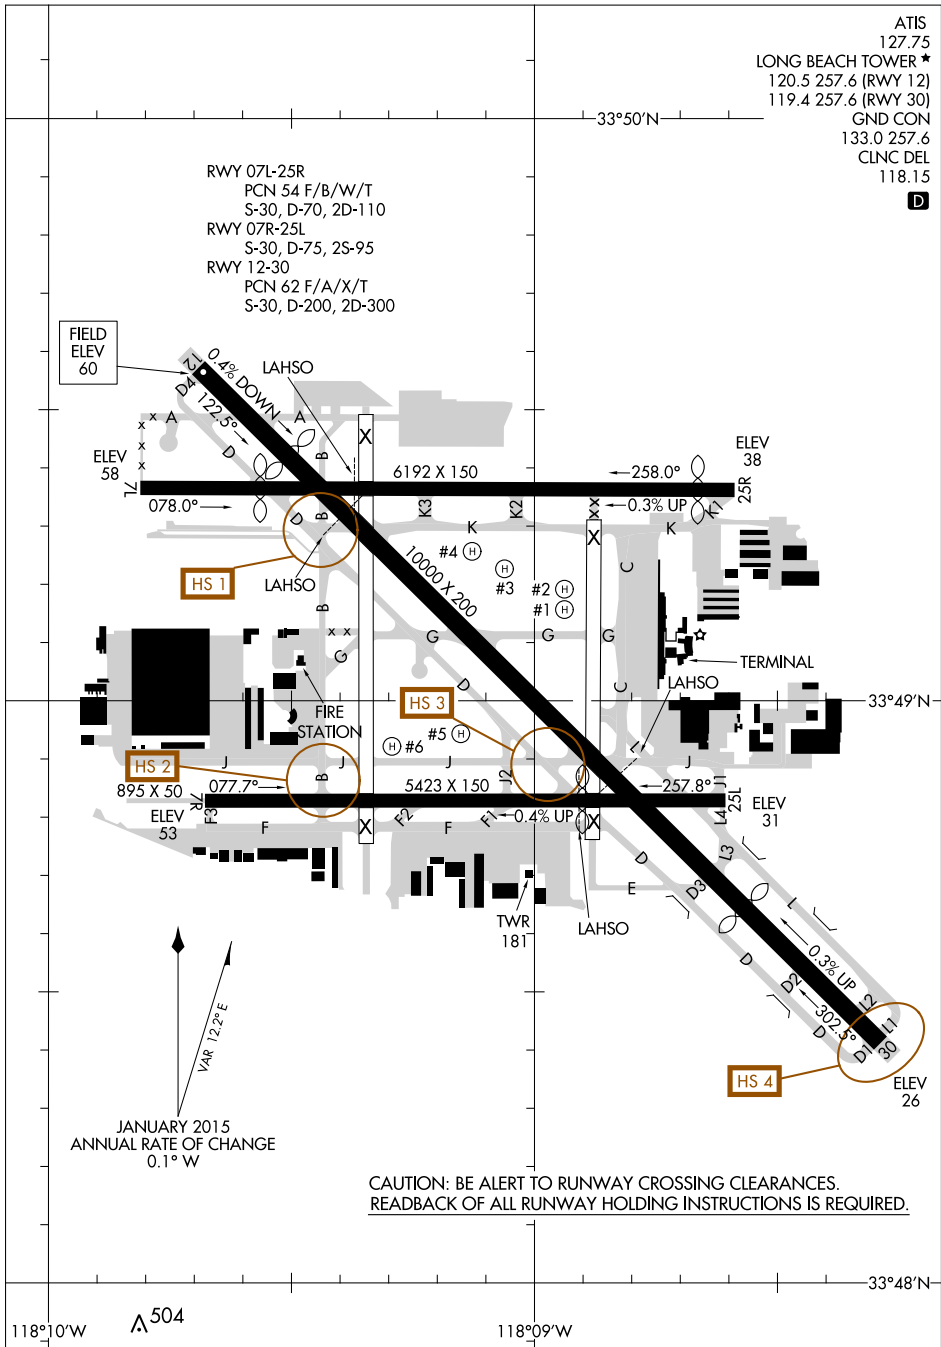 ATIS
127.75
LONG BEACH TOWER ★
120.5 257.6 (RWY 12)
119.4 257.6 (RWY 30)
GND CON
133.0 257.6
CLNC DEL
118.15
D
33°50'N
RWY 07L-25R
PCN 54 F/B/W/T
S-30, D-70, 2D-110
RWY 07R-25L
S-30, D-75, 2S-95
RWY 12-30
PCN 62 F/A/X/T
S-30, D-200, 2D-300
FIELD
ELEV
60
12
D4
0.4% DOWN
122.5°
LAHSO
A
A
B
X
x x
x
x
D
ELEV
58
7L
6192 X 150
258.0°
ELEV
38
25R
078.0°
0.3% UP
K1
D
B
K3
K2
K
K
x
x
X
HS 1
LAHSO
10000 X 200
#4 H
H
#3
#2 H
#1 H
C
B
x x
G
G
G
G
D
TERMINAL
LAHSO
C
HS 3
33°49'N
FIRE
STATION
#5 H
H #6
L
HS 2
J
J
J
J
J2
J1
B
895 X 50
077.7°
5423 X 150
257.8°
7R
25L
ELEV
53
F3
F
X
F2
F
F1
0.4% UP
X
L4
ELEV
31
L3
D
E
D3
L
TWR
181
LAHSO
D
0.3% UP
D2
302.5°
L2
D
D1
L1
30
HS 4
ELEV
26
VAR 12.2° E
JANUARY 2015
ANNUAL RATE OF CHANGE
0.1° W
CAUTION: BE ALERT TO RUNWAY CROSSING CLEARANCES.
READBACK OF ALL RUNWAY HOLDING INSTRUCTIONS IS REQUIRED.
33°48'N
504
118°10'W
118°09'W